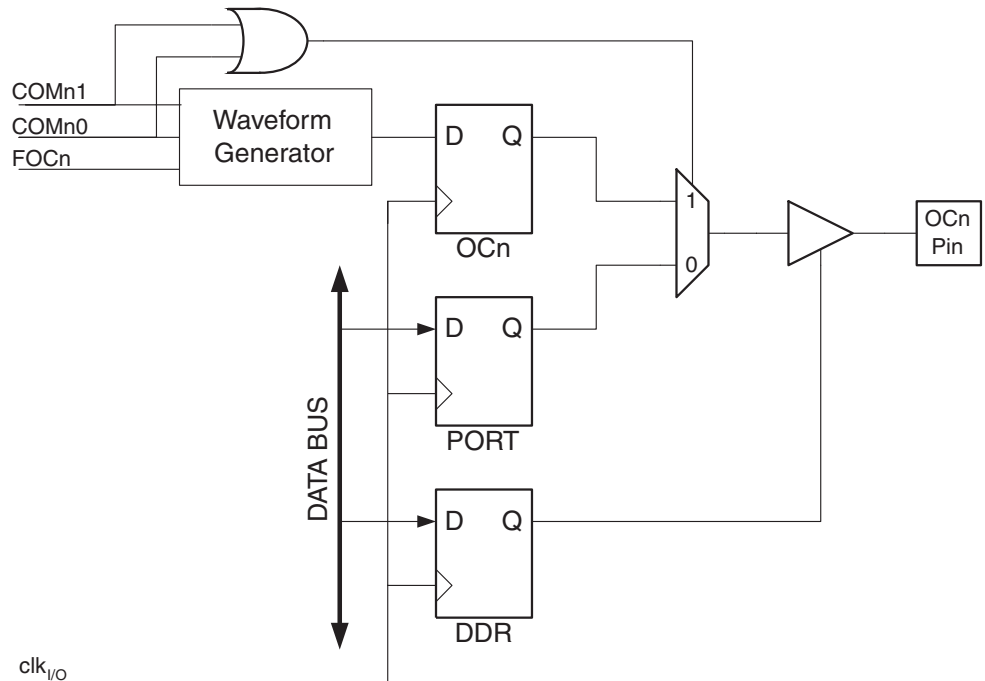 COMn1
COMn0
FOCn
Waveform
Generator
D Q
OCn
1
0
OCn
Pin
DATA BUS
D Q
PORT
D Q
DDR
clkI/O